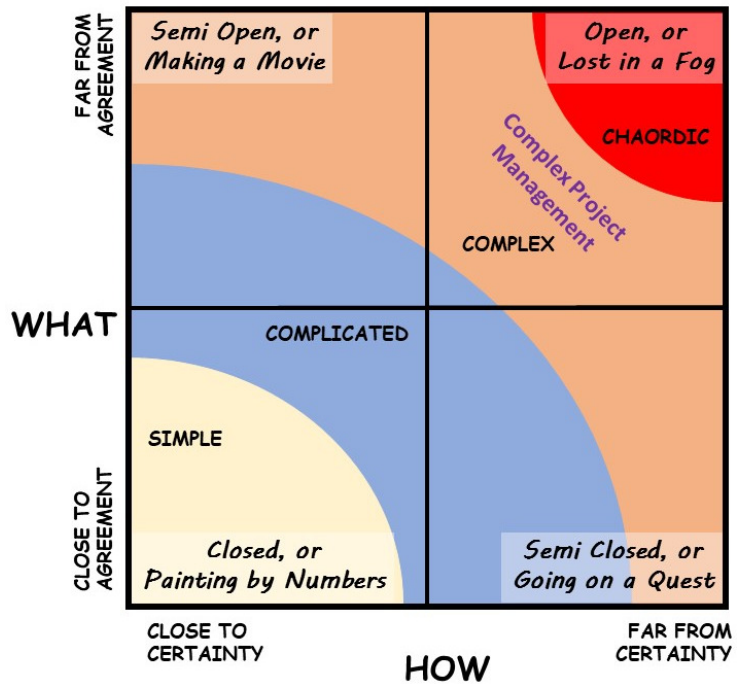 FAR FROM
AGREEMENT
Semi Open, or
Making a Movie
Open, or
Lost in a Fog
CHAORDIC
Complex Project
Management
COMPLEX
WHAT
COMPLICATED
SIMPLE
CLOSE TO
AGREEMENT
Closed, or
Painting by Numbers
Semi Closed, or
Going on a Quest
CLOSE TO
CERTAINTY
HOW
FAR FROM
CERTAINTY